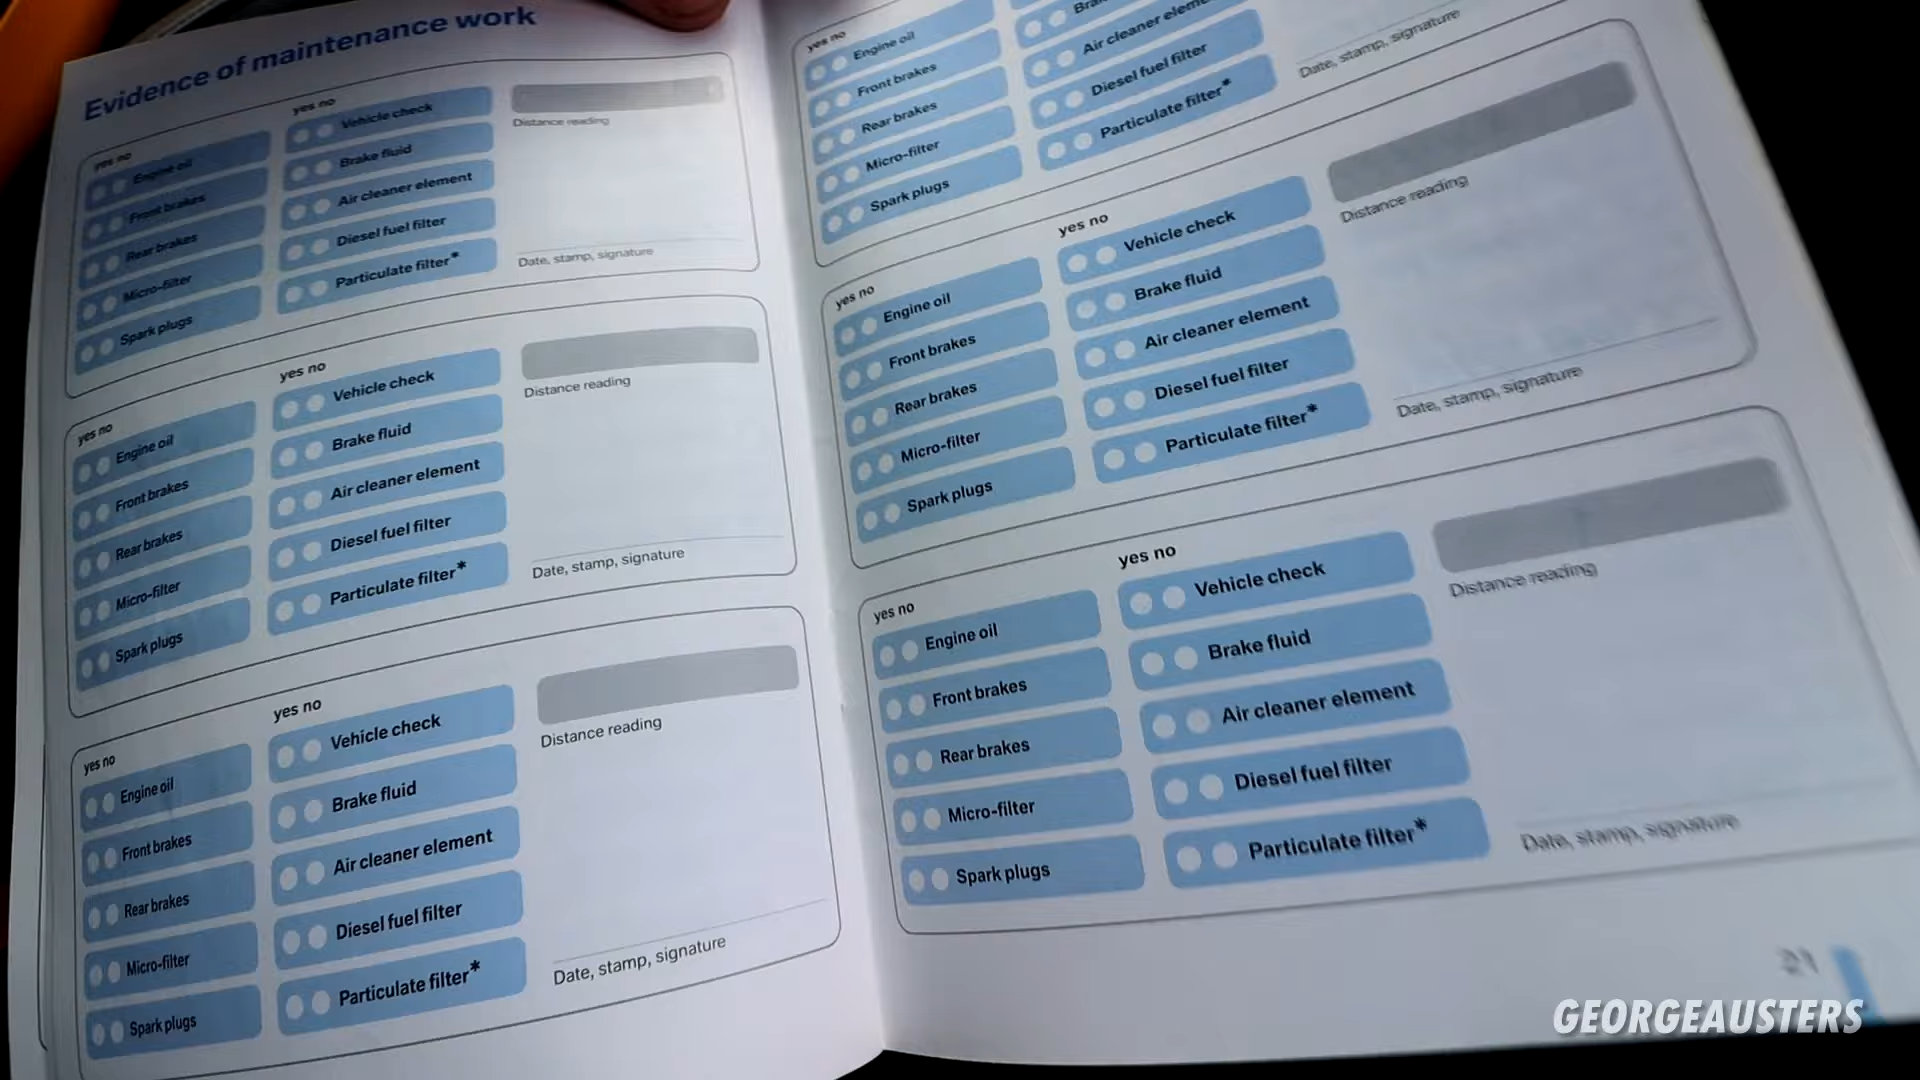 Evidence of maintenance work
yes no
Engine oil
Front brakes
Rear brakes
Micro-filter
Spark plugs
yes no
Vehicle check
Brake fluid
Air cleaner element
Diesel fuel filter
Particulate filter*
Distance reading
Date, stamp, signature
yes no
Engine oil
Front brakes
Rear brakes
Micro-filter
Spark plugs
yes no
Vehicle check
Brake fluid
Air cleaner element
Diesel fuel filter
Particulate filter*
Distance reading
Date, stamp, signature
yes no
Engine oil
Front brakes
Rear brakes
Micro-filter
Spark plugs
yes no
Vehicle check
Brake fluid
Air cleaner element
Diesel fuel filter
Particulate filter*
Distance reading
Date, stamp, signature
yes no
Engine oil
Front brakes
Rear brakes
Micro-filter
Spark plugs
Air cleaner
Diesel fuel filter
Particulate filter*
Date, stamp, signature
yes no
Engine oil
Front brakes
Rear brakes
Micro-filter
Spark plugs
yes no
Vehicle check
Brake fluid
Air cleaner element
Diesel fuel filter
Particulate filter*
Distance reading
Date, stamp, signature
yes no
Engine oil
Front brakes
Rear brakes
Micro-filter
Spark plugs
yes no
Vehicle check
Brake fluid
Air cleaner element
Diesel fuel filter
Particulate filter*
Distance reading
Date, stamp, signature
21
GEORGEAUSTERS